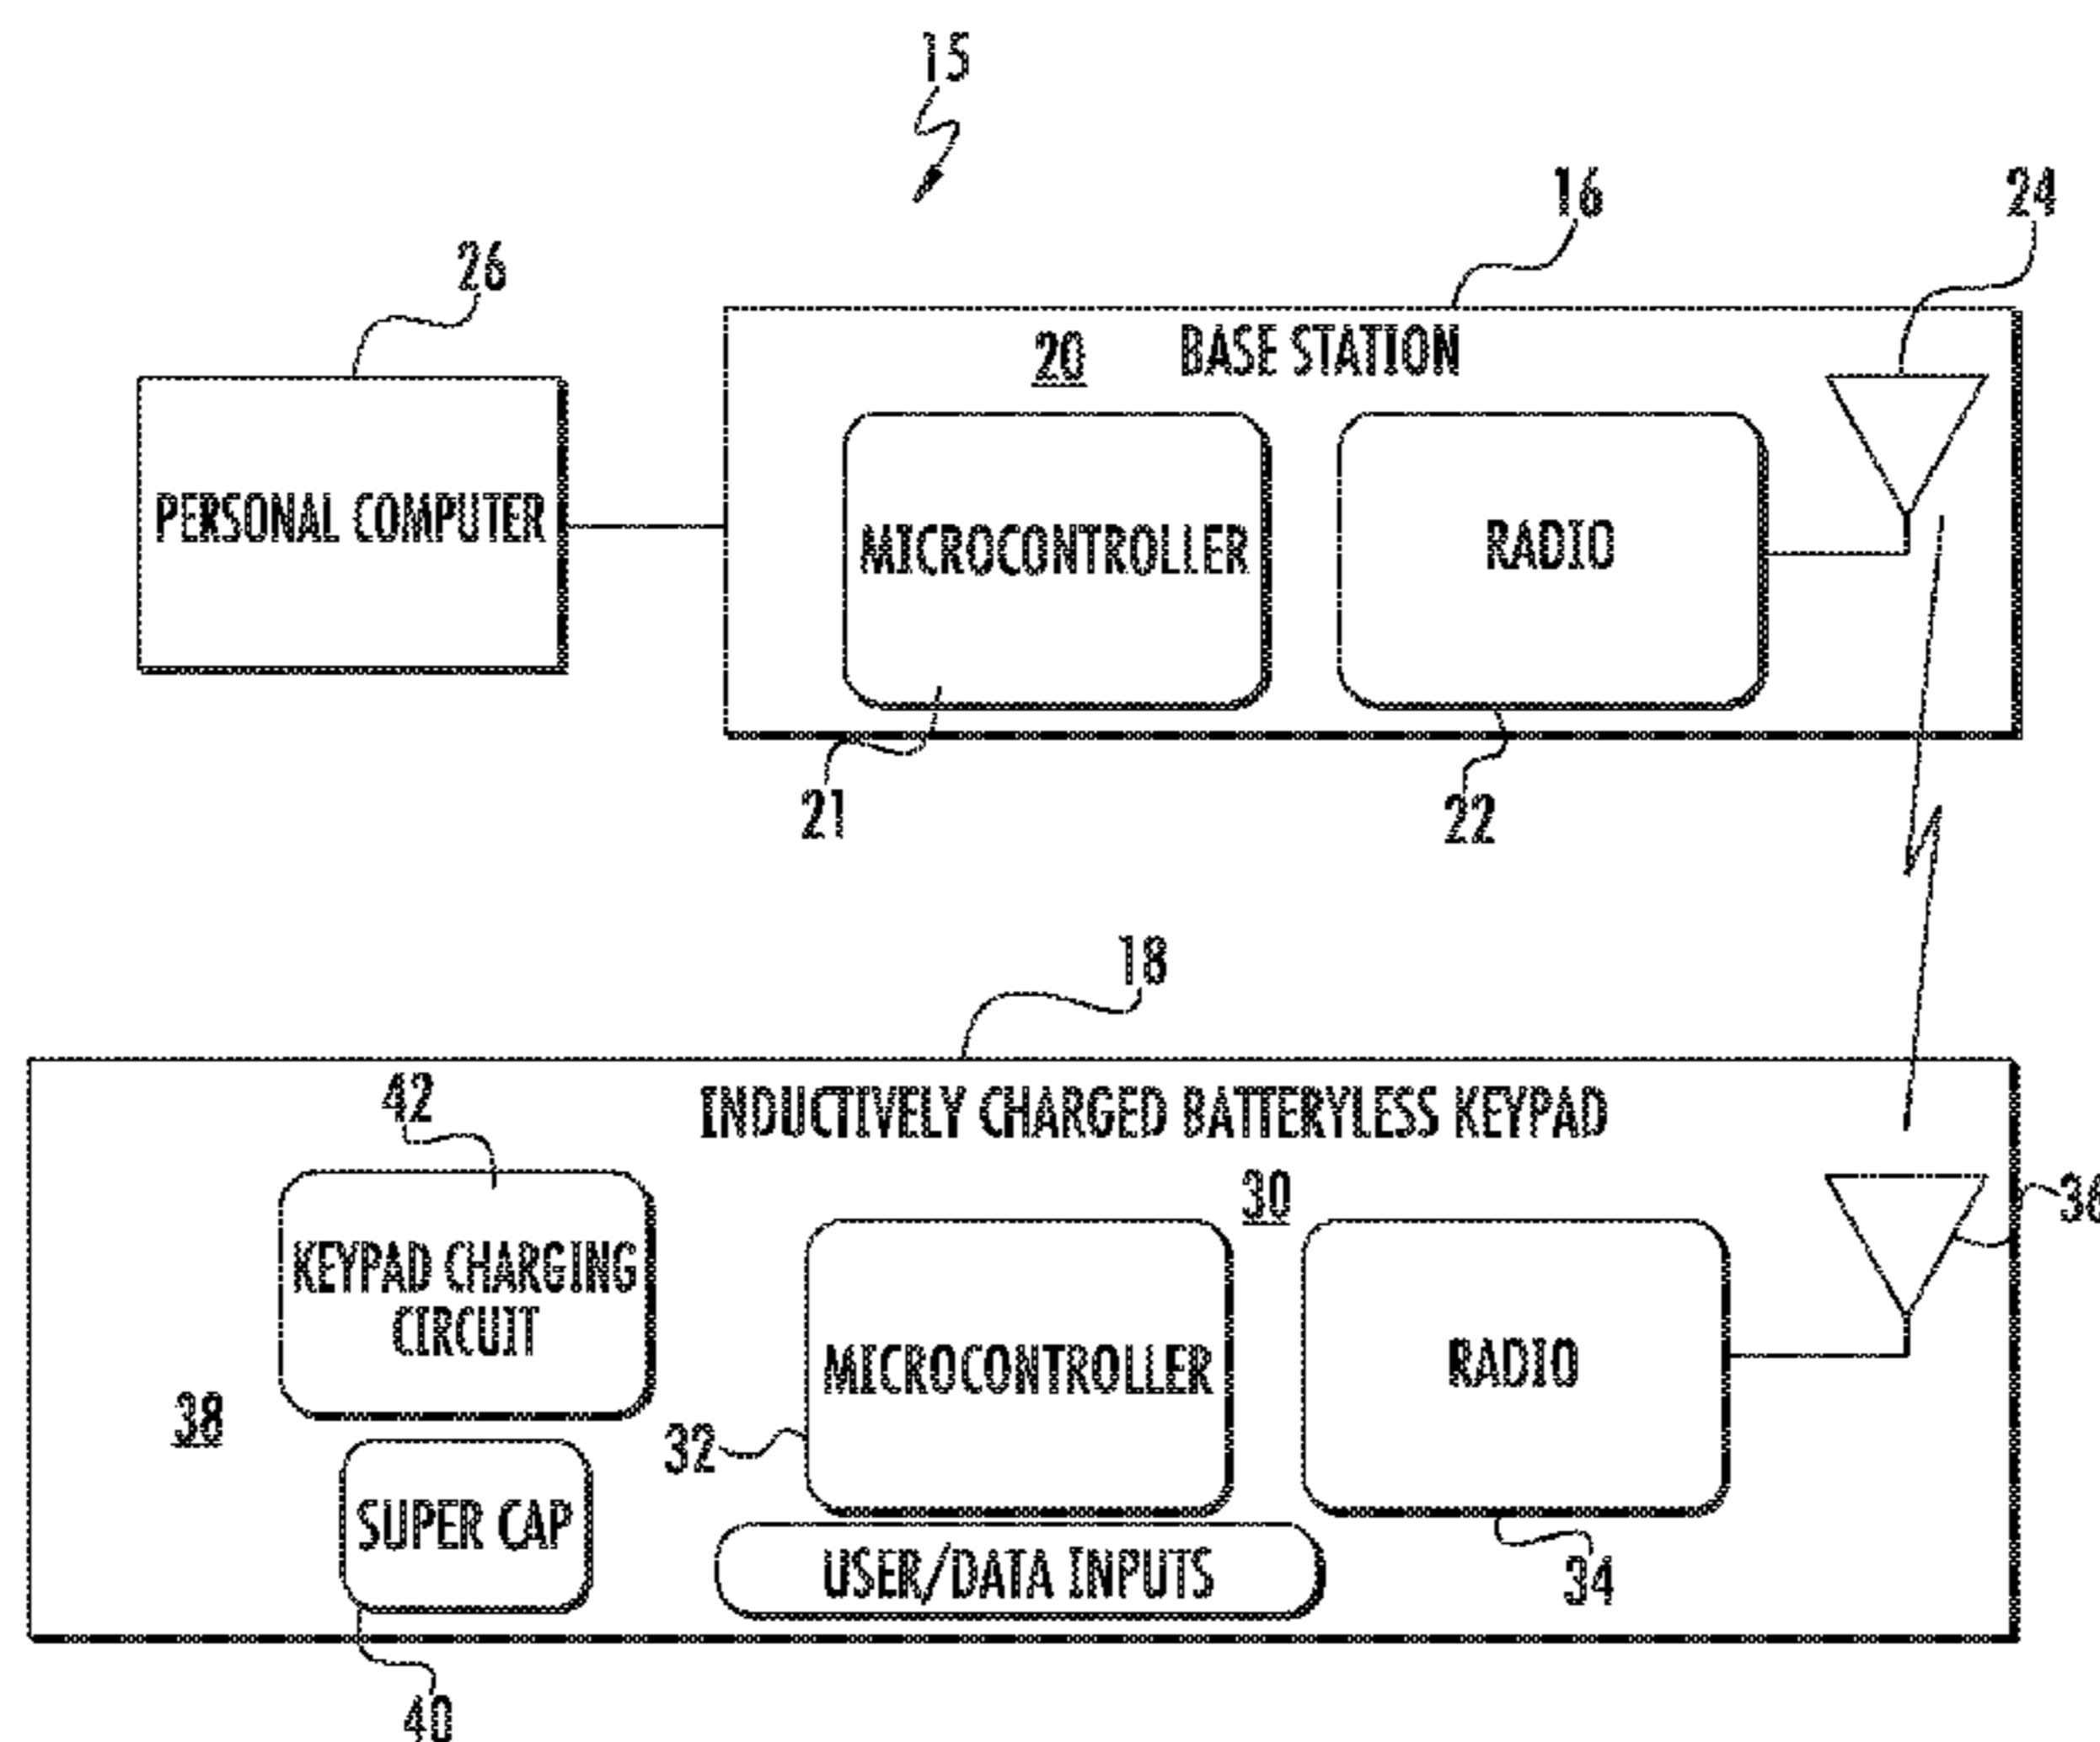 15
16
24
26
20 BASE STATION
PERSONAL COMPUTER
MICROCONTROLLER
RADIO
21
22
18
42
INDUCTIVELY CHARGED BATTERYLESS KEYPAD
30
36
KEYPAD CHARGING
CIRCUIT
MICROCONTROLLER
RADIO
38
32
SUPER CAP
USER/DATA INPUTS
34
40